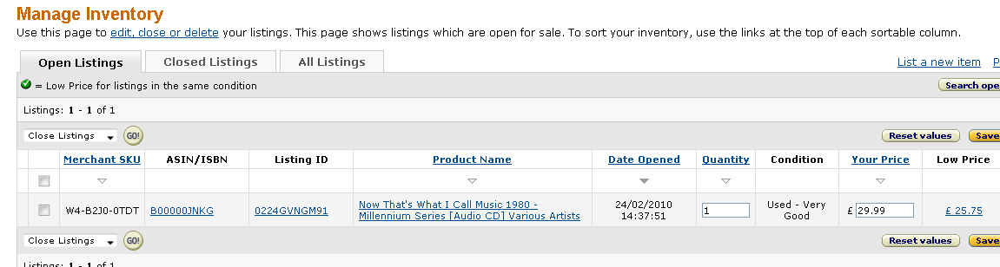 Manage Inventory
Use this page to edit, close or delete your listings. This page shows listings which are open for sale. To sort your inventory, use the links at the top of each sortable column.
Open Listings Closed Listings All Listings List a new item P
= Low Price for listings in the same condition Search ope
Listings: 1 - 1 of 1
Close Listings GO! Reset values Save
Merchant SKU ASIN/ISBN Listing ID Product Name Date Opened Quantity Condition Your Price Low Price
W4-B2J0-0TDT B00000JNKG 0224GVNGM91 Now That's What I Call Music 1980 - Millennium Series [Audio CD] Various Artists 24/02/2010 14:37:51 1 Used - Very Good £ 29.99 £ 25.75
Close Listings GO! Reset values Save
Listings: 1 - 1 of 1